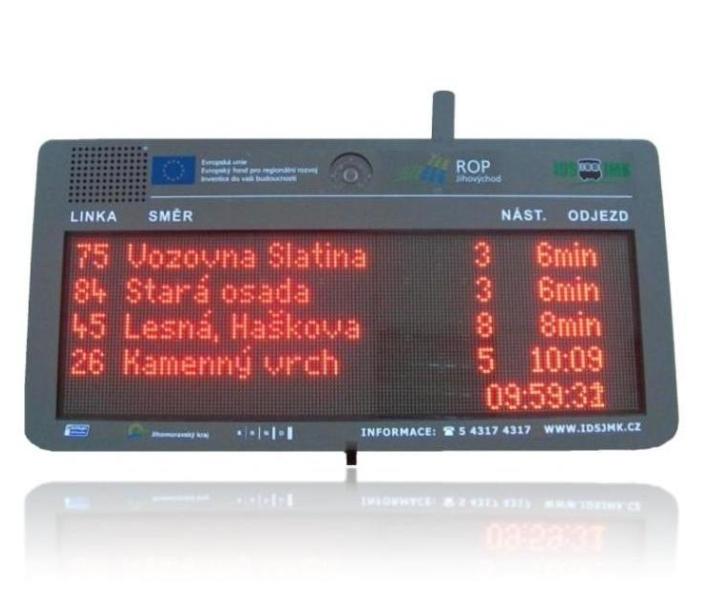 Evropská unie
Evropský fond pro regionální rozvoj
Investice do vaší budoucnosti
ROP
Jihovýchod
IDS JMK
LINKA SMĚR NÁST. ODJEZD
75 Vozovna Slatina 3 6min
84 Stará osada 3 6min
45 Lesná, Haškova 8 8min
26 Kamenný vrch 5 10:09
09:59:31
Jihomoravský kraj
B R N O
INFORMACE: ☎ 5 4317 4317 WWW.IDSJMK.CZ